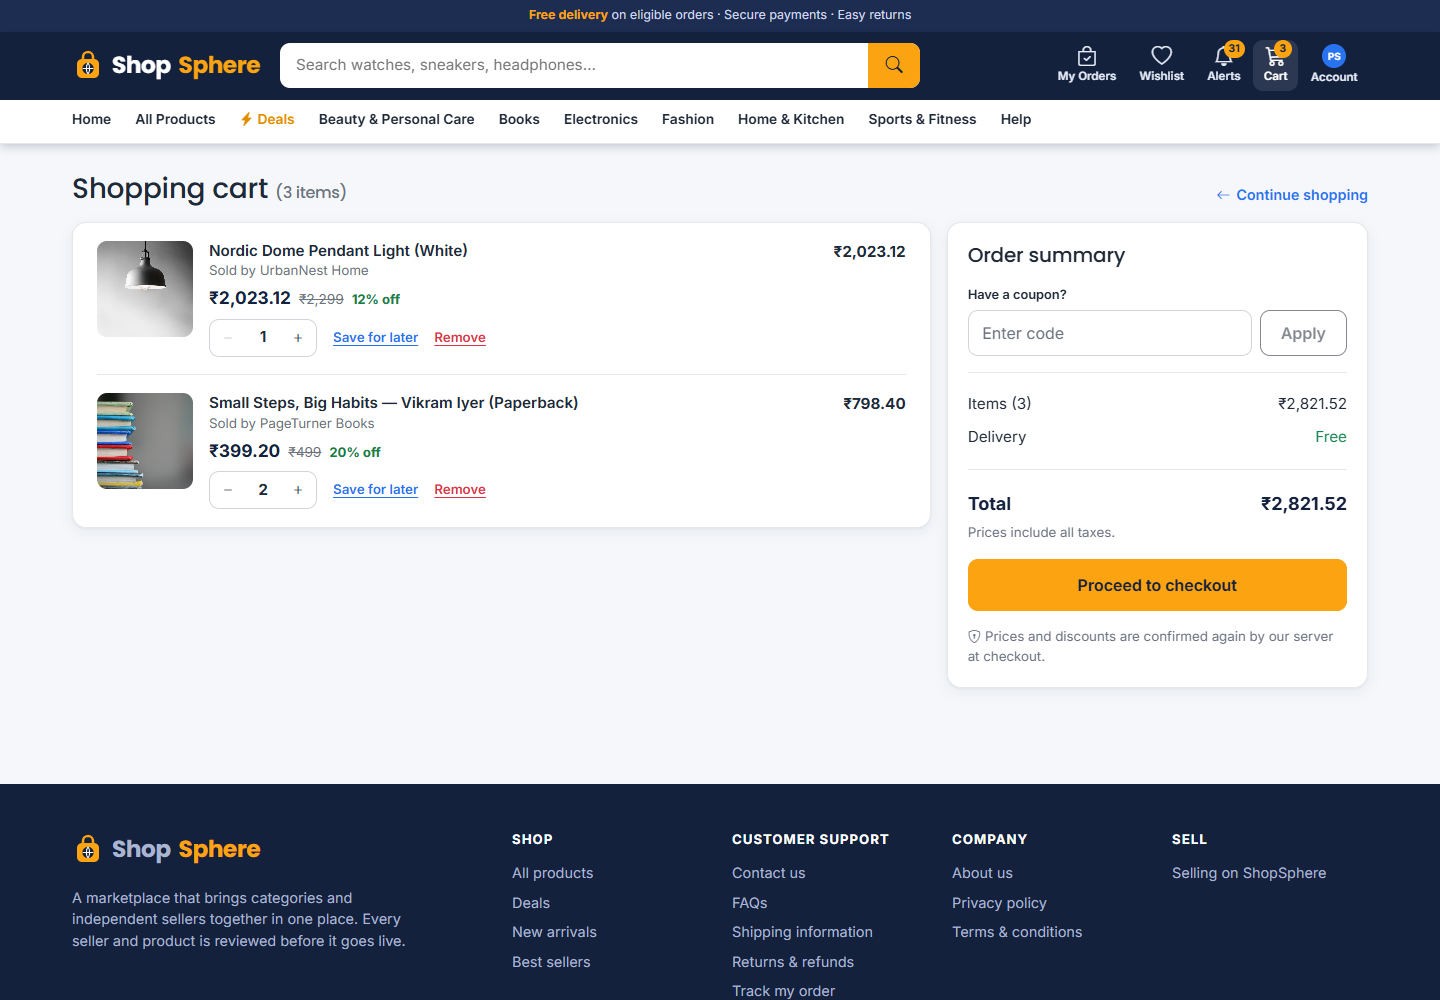 Free delivery on eligible orders · Secure payments · Easy returns
Shop Sphere
Search watches, sneakers, headphones...
My Orders
Wishlist
31
Alerts
3
Cart
PS
Account
Home
All Products
Deals
Beauty & Personal Care
Books
Electronics
Fashion
Home & Kitchen
Sports & Fitness
Help
Shopping cart (3 items)
← Continue shopping
Nordic Dome Pendant Light (White)
₹2,023.12
Sold by UrbanNest Home
₹2,023.12 ₹2,299 12% off
− 1 +
Save for later
Remove
Small Steps, Big Habits — Vikram Iyer (Paperback)
₹798.40
Sold by PageTurner Books
₹399.20 ₹499 20% off
− 2 +
Save for later
Remove
Order summary
Have a coupon?
Enter code
Apply
Items (3) ₹2,821.52
Delivery Free
Total ₹2,821.52
Prices include all taxes.
Proceed to checkout
Prices and discounts are confirmed again by our server
at checkout.
Shop Sphere
A marketplace that brings categories and
independent sellers together in one place. Every
seller and product is reviewed before it goes live.
SHOP
All products
Deals
New arrivals
Best sellers
CUSTOMER SUPPORT
Contact us
FAQs
Shipping information
Returns & refunds
Track my order
COMPANY
About us
Privacy policy
Terms & conditions
SELL
Selling on ShopSphere